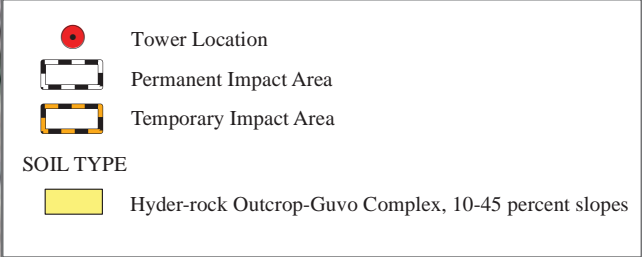 Tower Location
Permanent Impact Area
Temporary Impact Area
SOIL TYPE
Hyder-rock Outcrop-Guvo Complex, 10-45 percent slopes